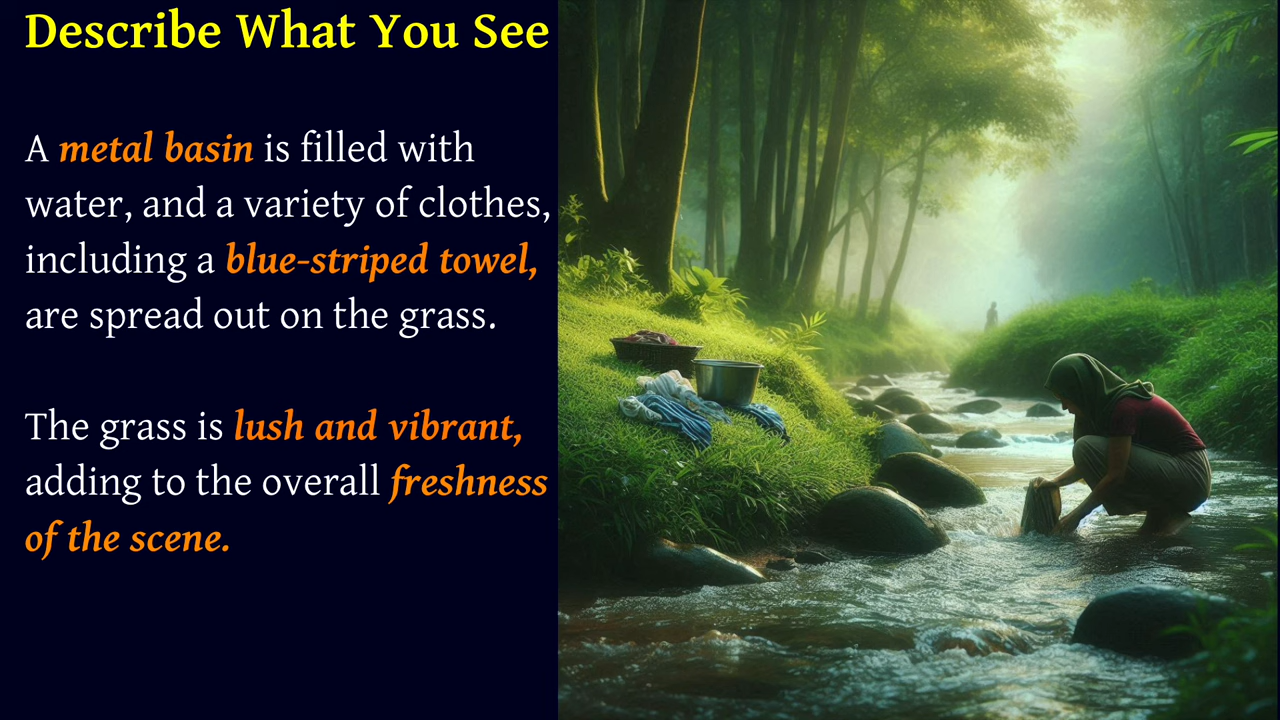 Describe What You See
A metal basin is filled with
water, and a variety of clothes,
including a blue-striped towel,
are spread out on the grass.
The grass is lush and vibrant,
adding to the overall freshness
of the scene.